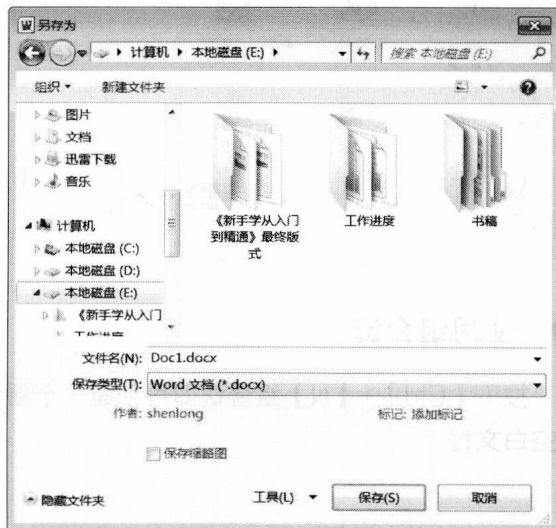 另存为
计算机 ▸ 本地磁盘 (E:) ▸
搜索 本地磁盘 (E:)
组织 ▾ 新建文件夹
图片
文档
迅雷下载
音乐
计算机
本地磁盘 (C:)
本地磁盘 (D:)
本地磁盘 (E:)
《新手学从入门
工作进度
《新手学从入门
到精通》最终版
式
工作进度
书稿
文件名(N): Doc1.docx
保存类型(T): Word 文档 (*.docx)
作者: shenlong 标记: 添加标记
保存缩略图
隐藏文件夹 工具(L) 保存(S) 取消